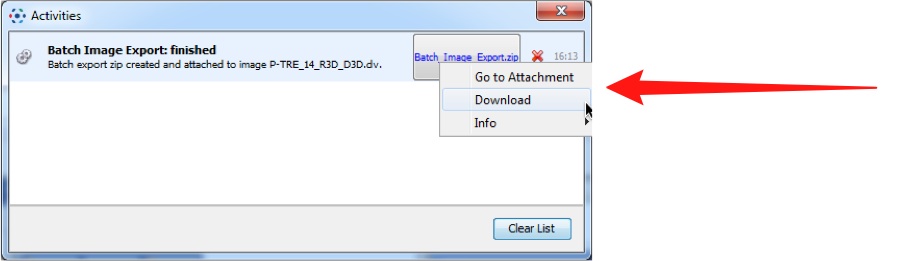 Activities
Batch Image Export: finished
Batch export zip created and attached to image P-TRE_14_R3D_D3D.dv.
Batch_Image_Export.zip
16:13
Go to Attachment
Download
Info
Clear List